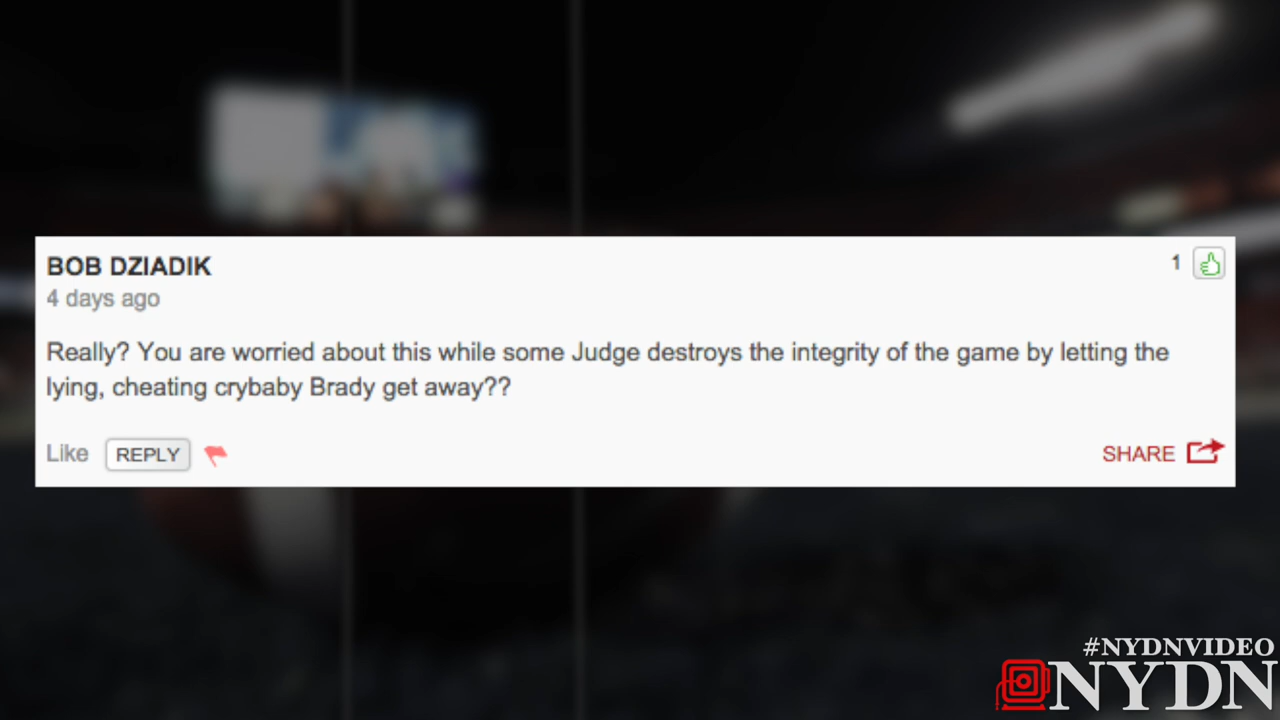 BOB DZIADIK
1
4 days ago
Really? You are worried about this while some Judge destroys the integrity of the game by letting the
lying, cheating crybaby Brady get away??
Like REPLY SHARE
#NYDNVIDEO
NYDN